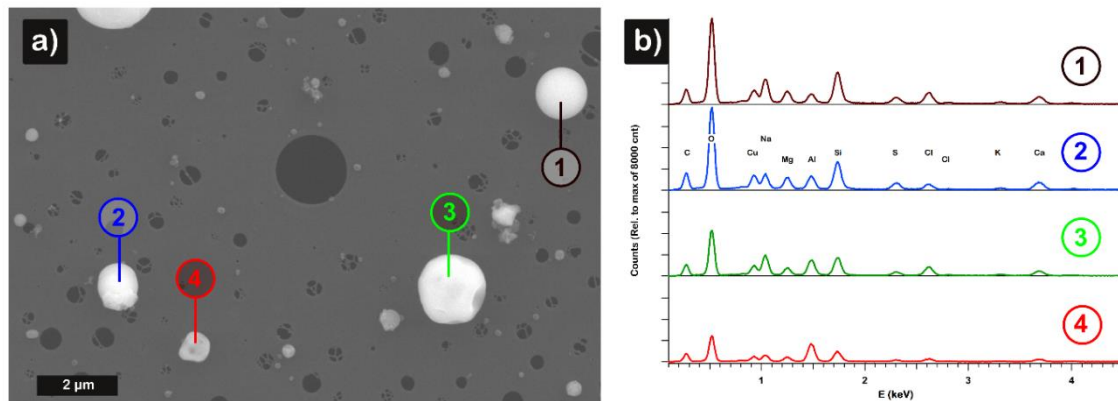 a)
1
2
3
4
2 µm
b)
Counts (Rel. to max of 6000 cnt)
1
2
3
4
C
O
Cu
Na
Mg
Al
Si
S
Cl
Cl
K
Ca
1
2
3
4
E (keV)